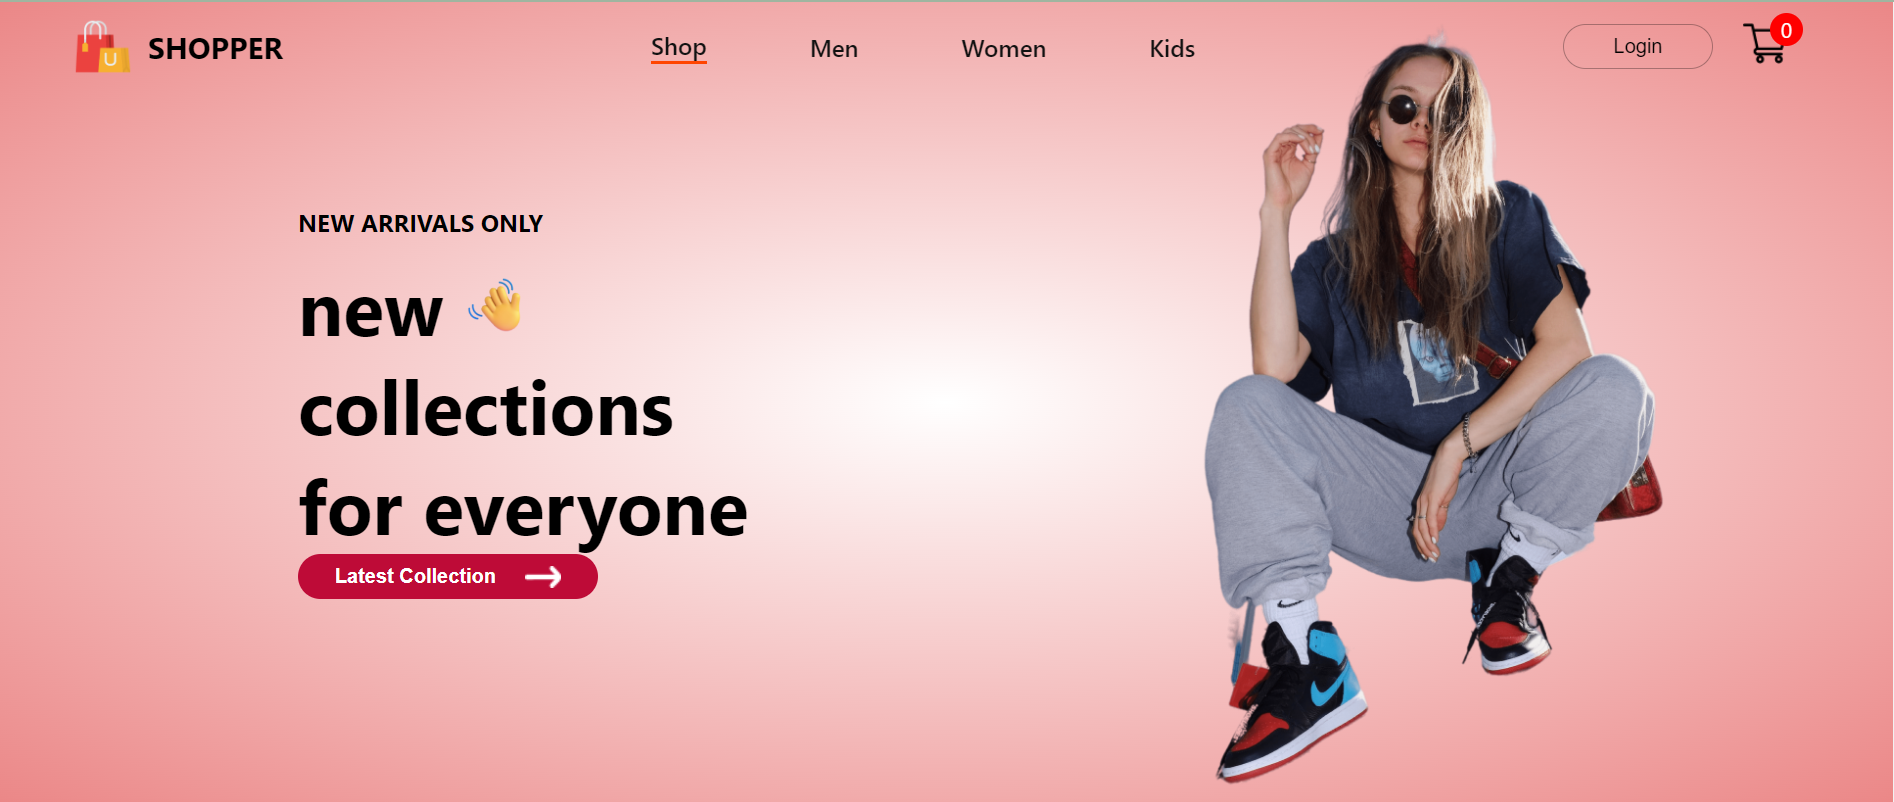 SHOPPER
Shop
Men
Women
Kids
Login
0
U
NEW ARRIVALS ONLY
new 👋
collections
for everyone
Latest Collection